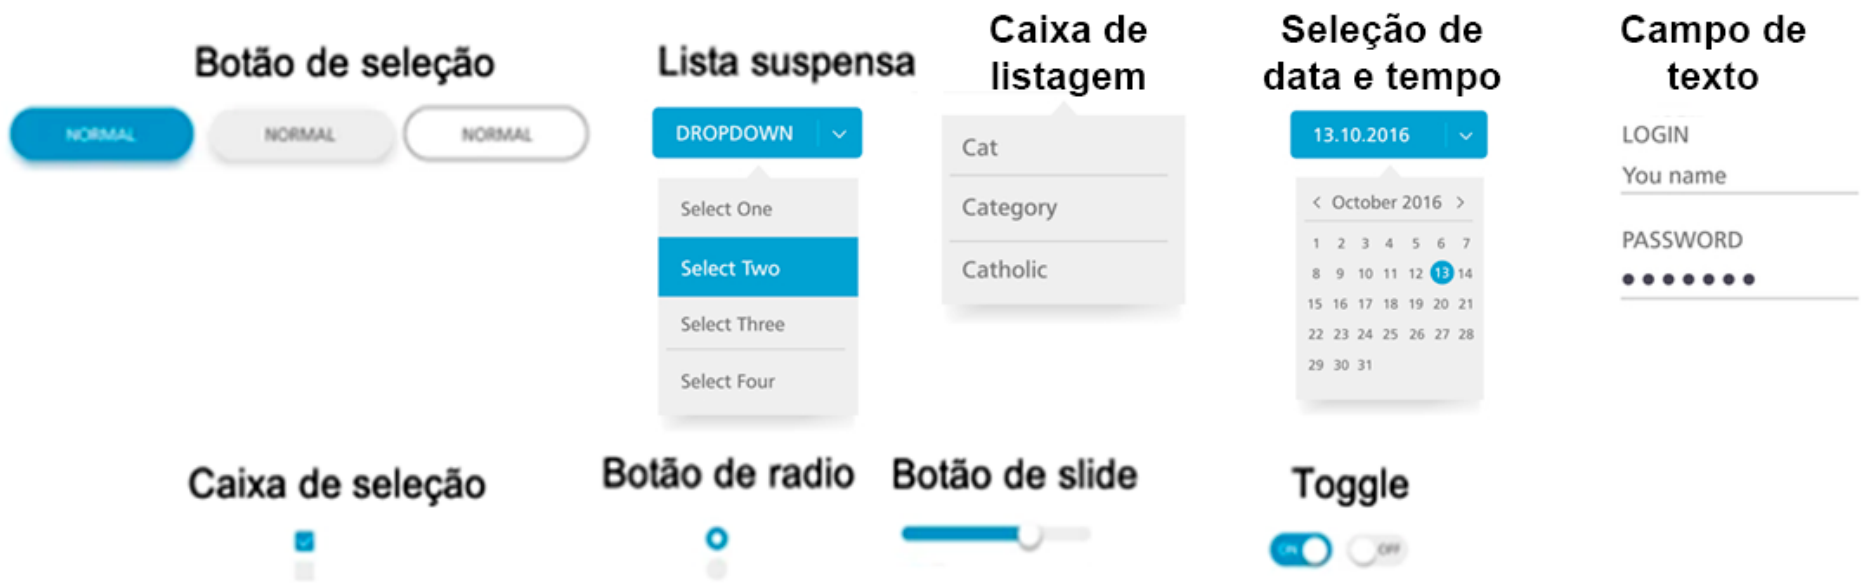 Botão de seleção
NORMAL
NORMAL
NORMAL
Lista suspensa
DROPDOWN
Select One
Select Two
Select Three
Select Four
Caixa de
listagem
Cat
Category
Catholic
Seleção de
data e tempo
13.10.2016
< October 2016 >
1 2 3 4 5 6 7
8 9 10 11 12 13 14
15 16 17 18 19 20 21
22 23 24 25 26 27 28
29 30 31
Campo de
texto
LOGIN
You name
PASSWORD
Caixa de seleção
Botão de radio
Botão de slide
Toggle
ON
OFF